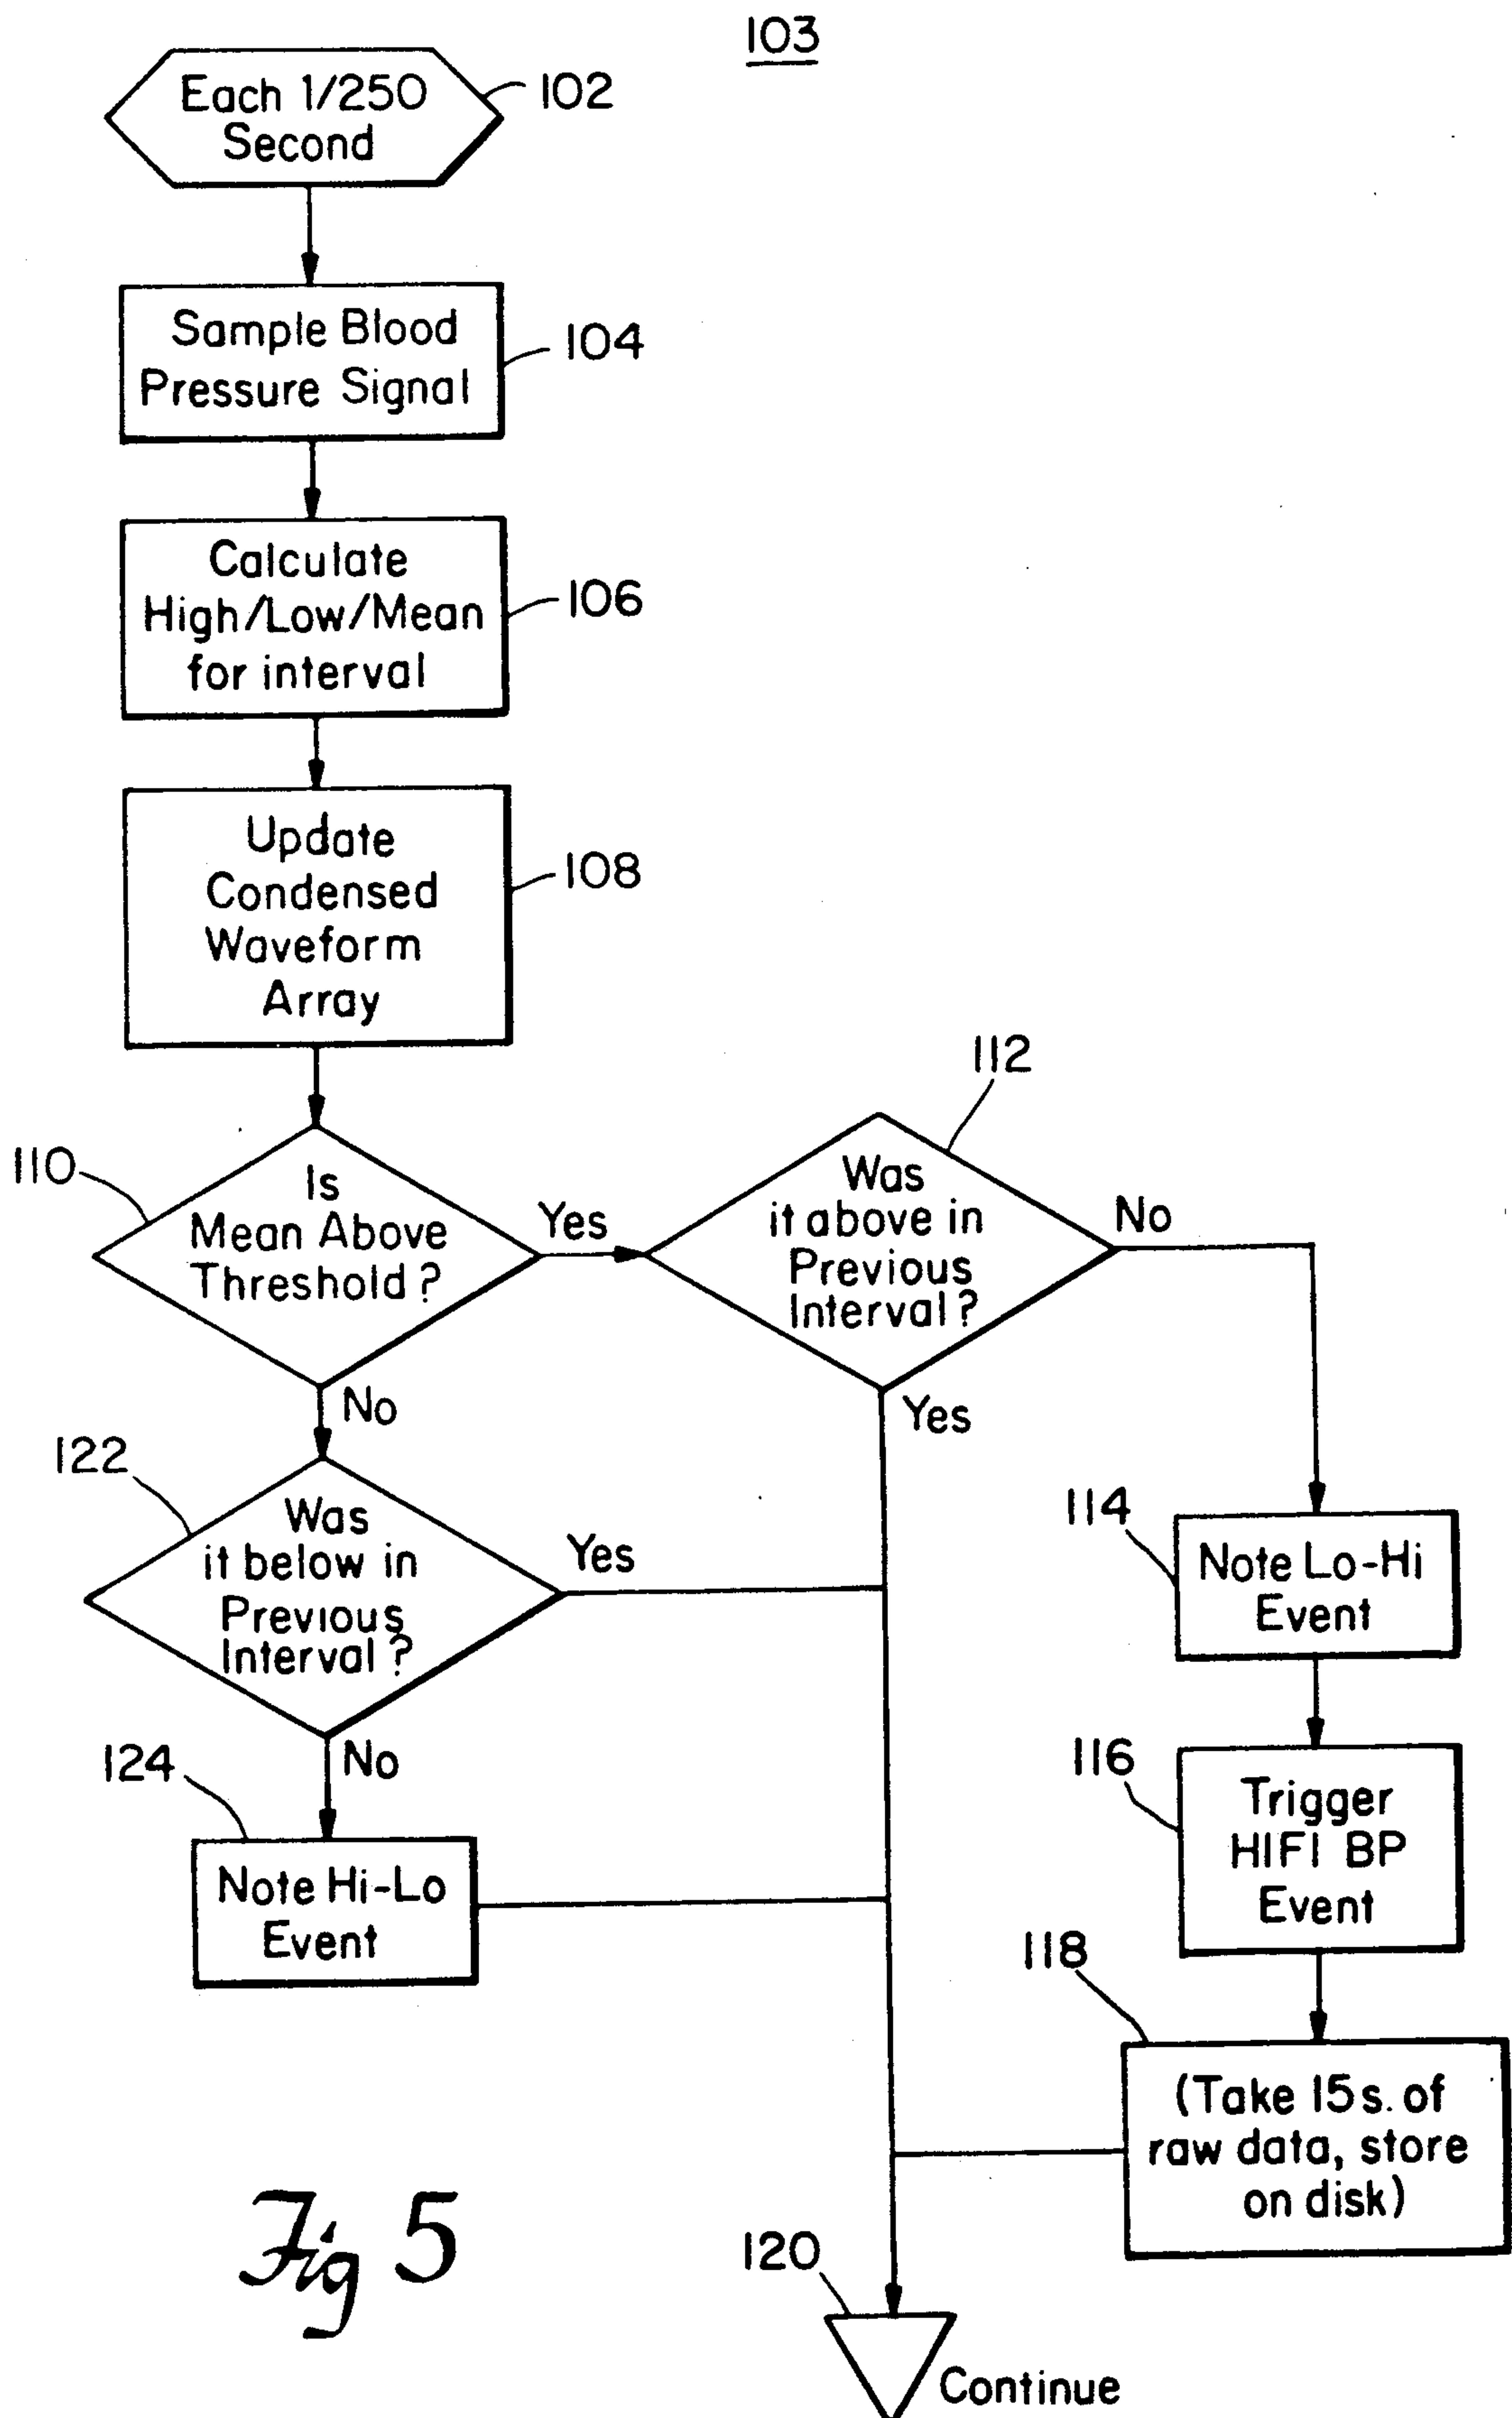 103
Each 1/250
Second
102
Sample Blood
Pressure Signal
104
Calculate
High/Low/Mean
for interval
106
Update
Condensed
Waveform
Array
108
110
Is
Mean Above
Threshold?
Yes
No
112
Was
it above in
Previous
Interval?
No
Yes
122
Was
it below in
Previous
Interval?
Yes
No
114
Note Lo-Hi
Event
124
Note Hi-Lo
Event
116
Trigger
HIFI BP
Event
118
(Take 15s. of
raw data, store
on disk)
120
Continue
Fig 5